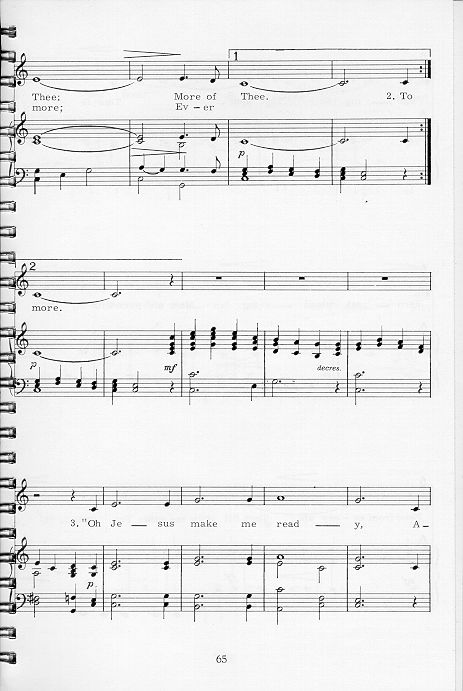 1
Thee; More of Thee. 2. To
more; Ev – er
p
2
more.
p mf decres.
3. "Oh Je — sus make me read — y, A–
p.
65